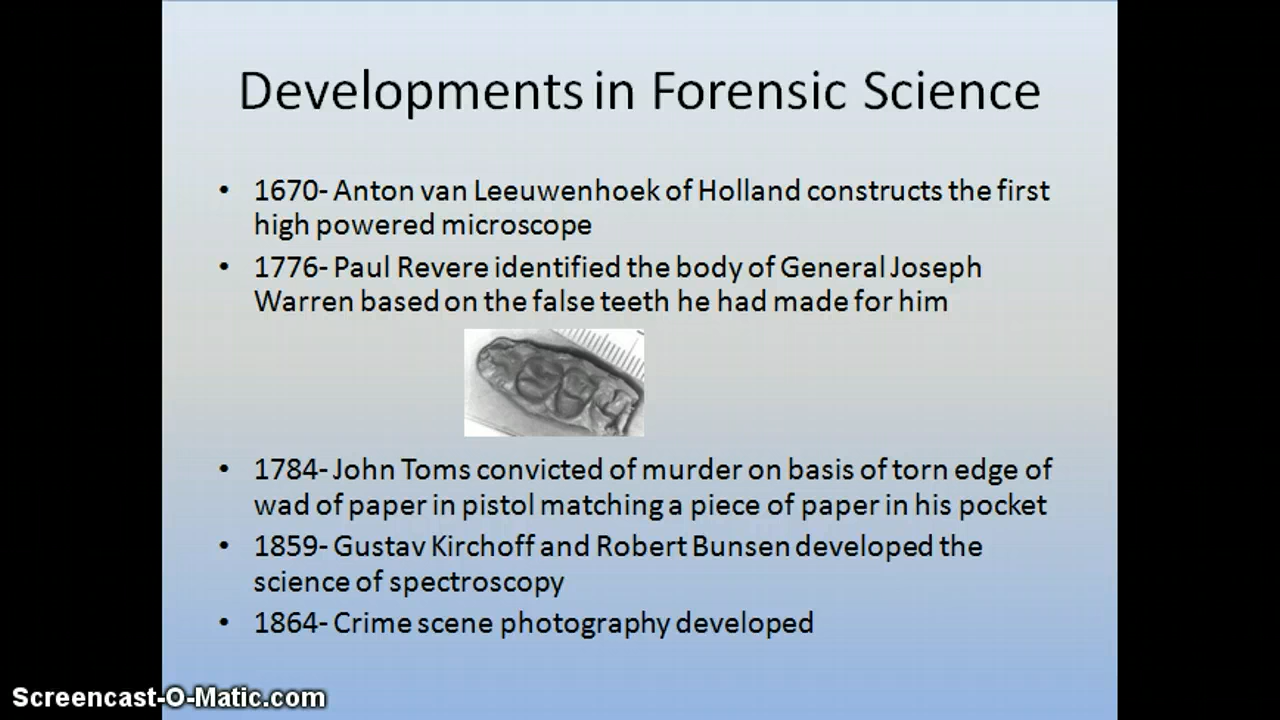 Developments in Forensic Science
• 1670- Anton van Leeuwenhoek of Holland constructs the first
high powered microscope
• 1776- Paul Revere identified the body of General Joseph
Warren based on the false teeth he had made for him
• 1784- John Toms convicted of murder on basis of torn edge of
wad of paper in pistol matching a piece of paper in his pocket
• 1859- Gustav Kirchoff and Robert Bunsen developed the
science of spectroscopy
• 1864- Crime scene photography developed
Screencast-O-Matic.com